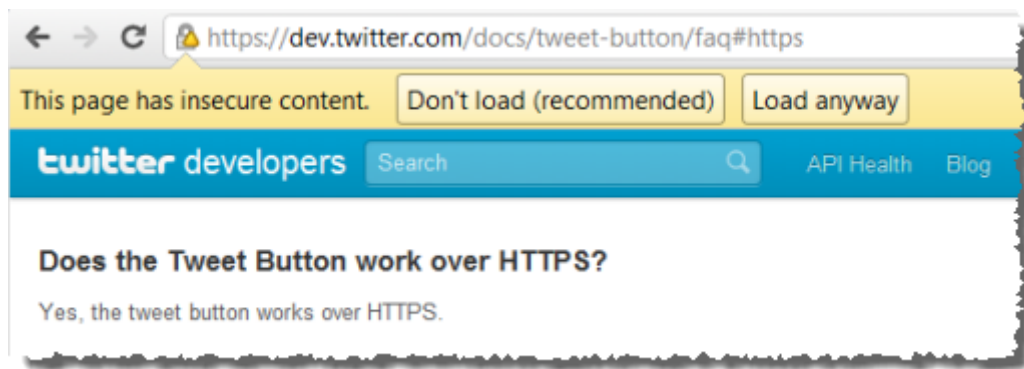 https://dev.twitter.com/docs/tweet-button/faq#https
This page has insecure content. Don't load (recommended) Load anyway
twitter developers Search API Health Blog
Does the Tweet Button work over HTTPS?
Yes, the tweet button works over HTTPS.